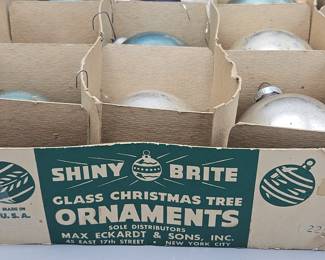 SHINY BRITE
GLASS CHRISTMAS TREE
ORNAMENTS
SOLE DISTRIBUTORS
MAX ECKARDT & SONS, INC.
45 EAST 17th STREET · NEW YORK CITY
MADE IN
U.S.A.